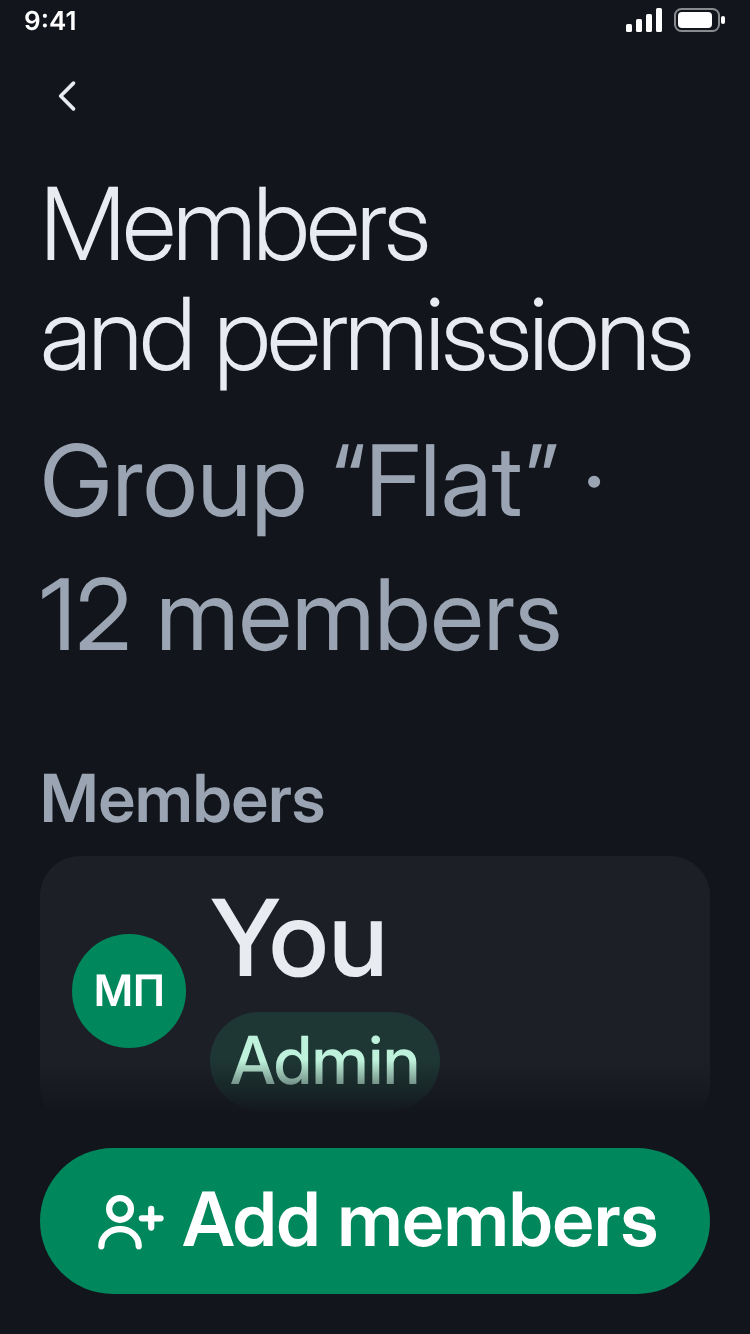 9:41
Members
and permissions
Group “Flat” ·
12 members
Members
You
МП
Admin
Add members